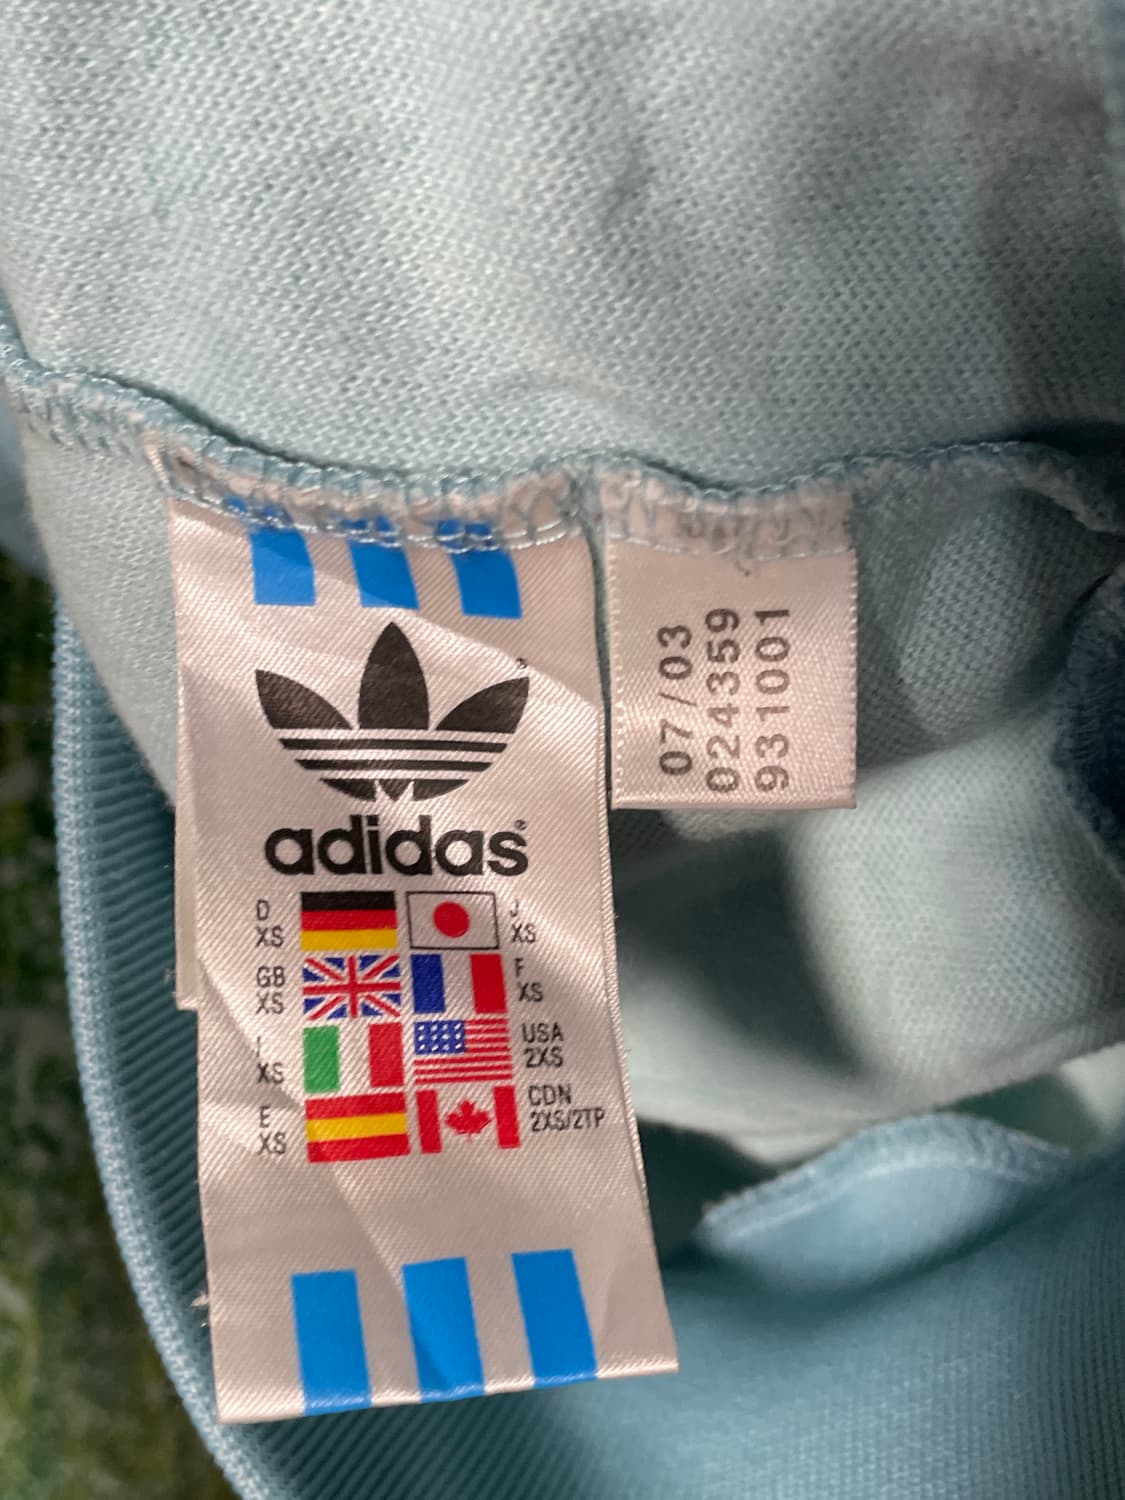 adidas
D
XS
J
XS
GB
XS
F
XS
I
XS
USA
2XS
E
XS
CDN
2XS/2TP
07/03
024359
931001